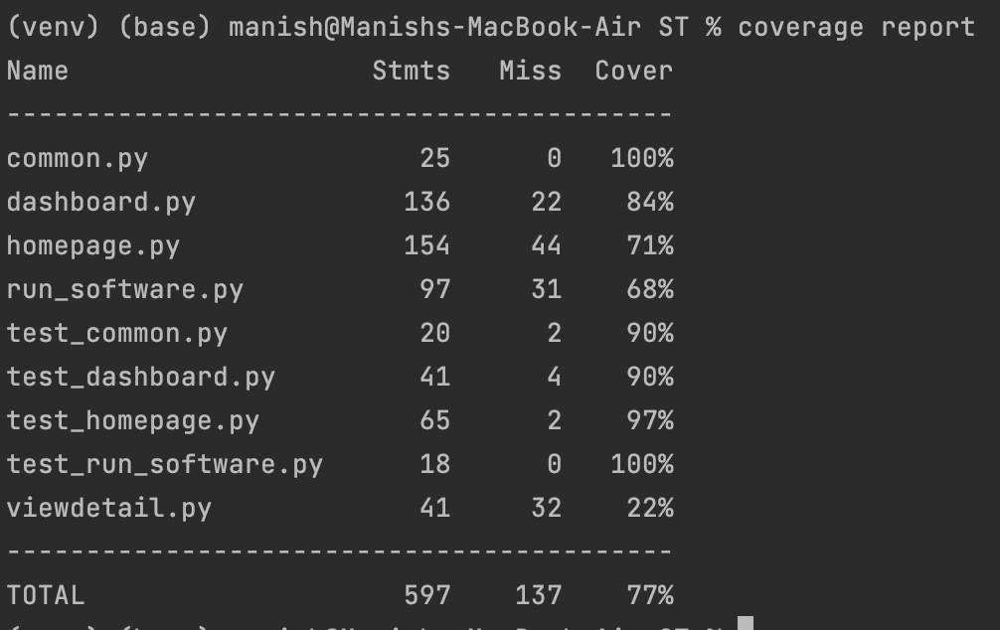 (venv) (base) manish@Manishs-MacBook-Air ST % coverage report
Name                   Stmts   Miss  Cover
------------------------------------------
common.py                 25      0   100%
dashboard.py             136     22    84%
homepage.py              154     44    71%
run_software.py           97     31    68%
test_common.py            20      2    90%
test_dashboard.py         41      4    90%
test_homepage.py          65      2    97%
test_run_software.py      18      0   100%
viewdetail.py             41     32    22%
------------------------------------------
TOTAL                    597    137    77%